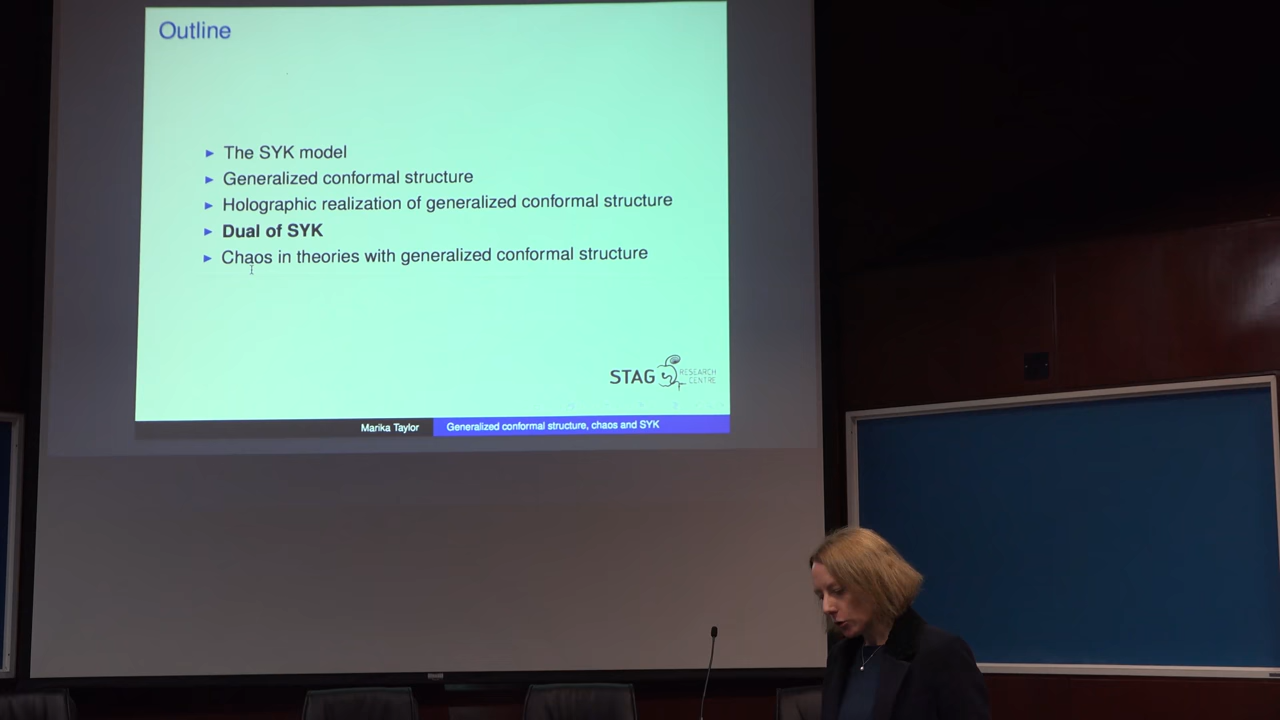 Outline
The SYK model
Generalized conformal structure
Holographic realization of generalized conformal structure
Dual of SYK
Chaos in theories with generalized conformal structure
STAG RESEARCH CENTRE
Marika Taylor Generalized conformal structure, chaos and SYK